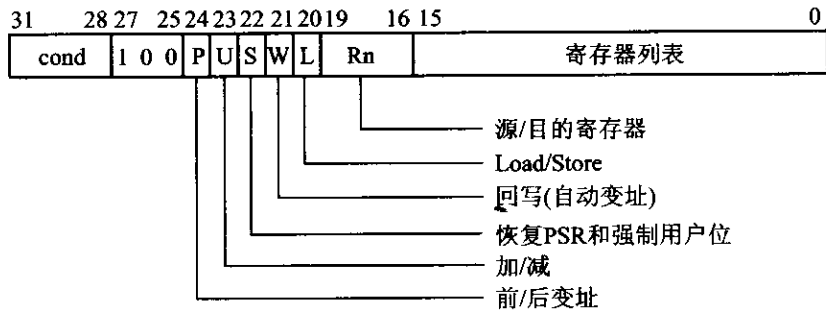 31 28 27 25 24 23 22 21 20 19 16 15 0
cond 1 0 0 P U S W L Rn 寄存器列表
源/目的寄存器
Load/Store
回写(自动变址)
恢复PSR和强制用户位
加/减
前/后变址